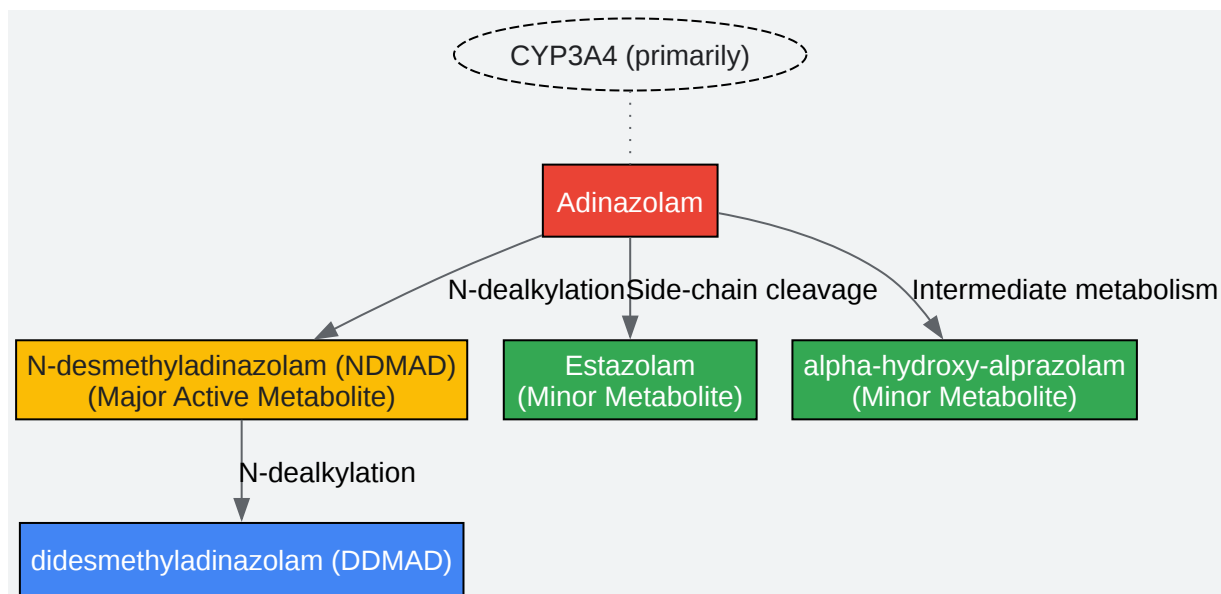 CYP3A4 (primarily)
Adinazolam
N-dealkylation
Side-chain cleavage
Intermediate metabolism
N-desmethyladinazolam (NDMAD)
(Major Active Metabolite)
Estazolam
(Minor Metabolite)
alpha-hydroxy-alprazolam
(Minor Metabolite)
N-dealkylation
didesmethyladinazolam (DDMAD)